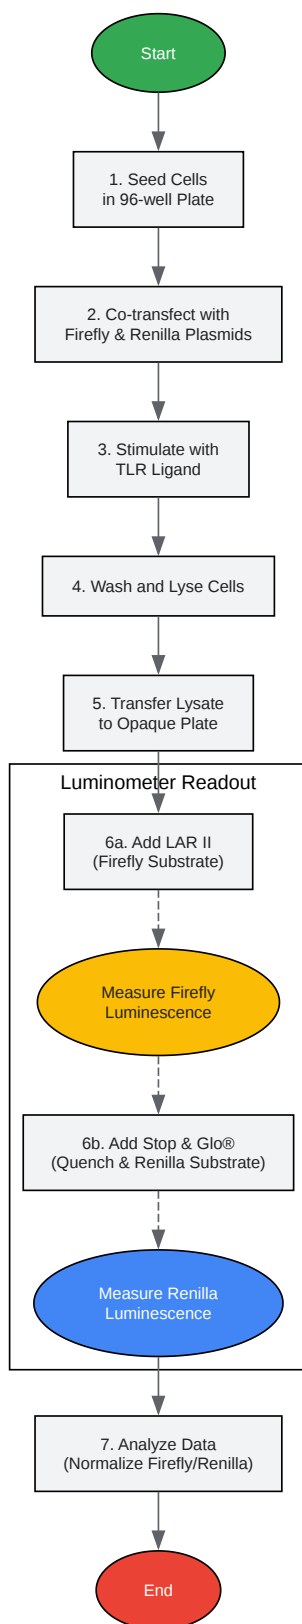 Start
1. Seed Cells
in 96-well Plate
2. Co-transfect with
Firefly & Renilla Plasmids
3. Stimulate with
TLR Ligand
4. Wash and Lyse Cells
5. Transfer Lysate
to Opaque Plate
Luminometer Readout
6a. Add LAR II
(Firefly Substrate)
Measure Firefly
Luminescence
6b. Add Stop & Glo®
(Quench & Renilla Substrate)
Measure Renilla
Luminescence
7. Analyze Data
(Normalize Firefly/Renilla)
End